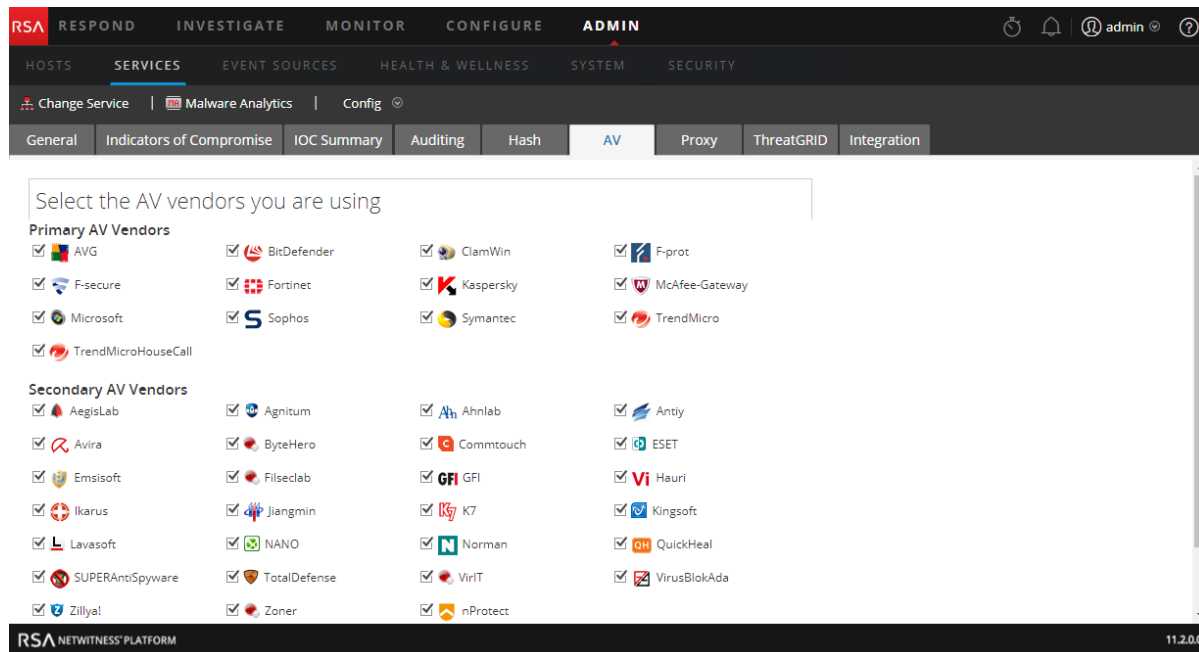 RSA RESPOND INVESTIGATE MONITOR CONFIGURE ADMIN admin
HOSTS SERVICES EVENT SOURCES HEALTH & WELLNESS SYSTEM SECURITY
Change Service | MA Malware Analytics | Config
General Indicators of Compromise IOC Summary Auditing Hash AV Proxy ThreatGRID Integration
Select the AV vendors you are using
Primary AV Vendors
AVG BitDefender ClamWin F-prot
F-secure Fortinet Kaspersky McAfee-Gateway
Microsoft Sophos Symantec TrendMicro
TrendMicroHouseCall
Secondary AV Vendors
AegisLab Agnitum Ahnlab Antiy
Avira ByteHero Commtouch ESET
Emsisoft Filseclab GFI GFI Vi Hauri
Ikarus Jiangmin K7 K7 Kingsoft
L Lavasoft NANO N Norman QH QuickHeal
SUPERAntiSpyware TotalDefense VirIT VirusBlokAda
Zillya! Zoner nProtect
RSA NETWITNESS PLATFORM 11.2.0.0